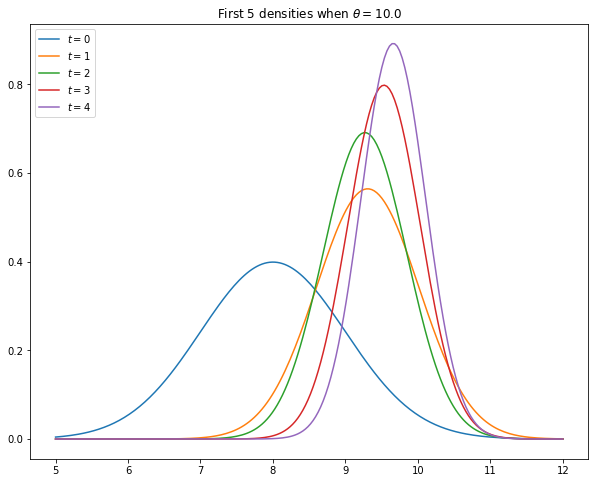 First 5 densities when θ = 10.0
t = 0
t = 1
t = 2
t = 3
t = 4
0.8
0.6
0.4
0.2
0.0
5 6 7 8 9 10 11 12